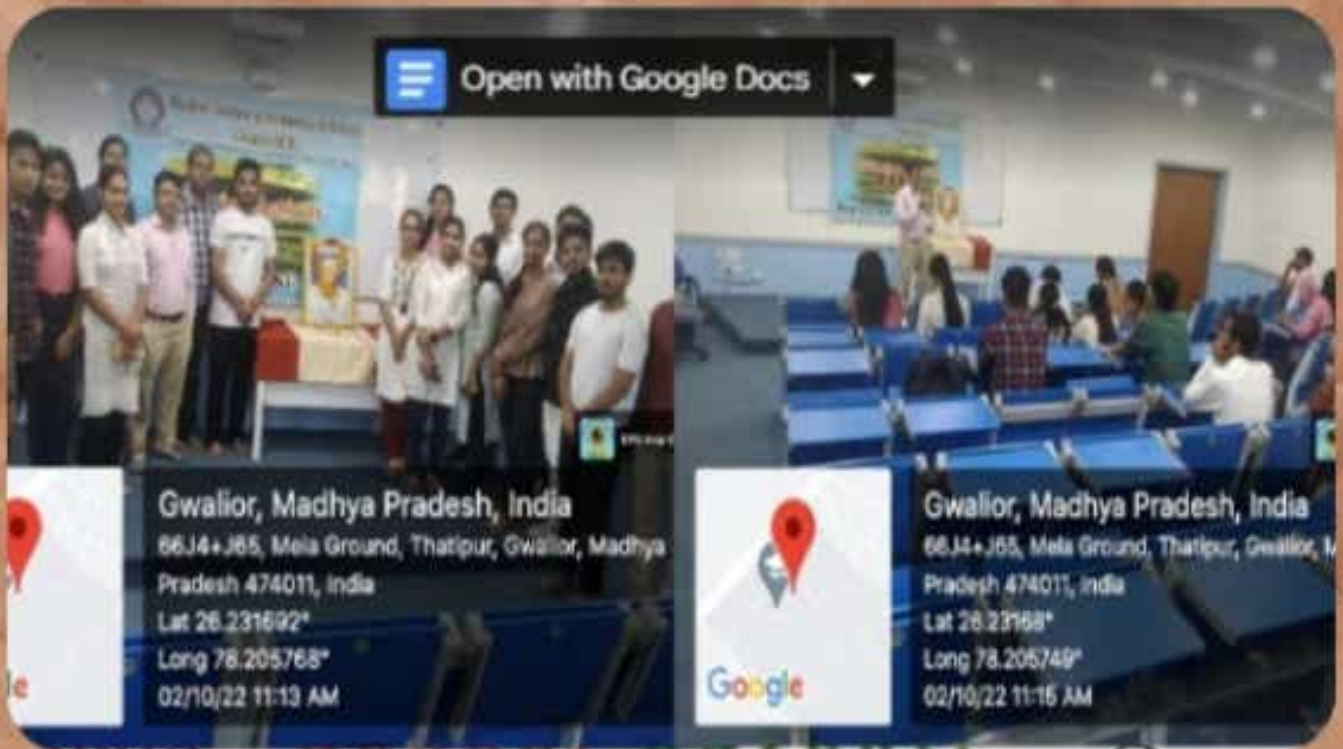 Open with Google Docs
Gwalior, Madhya Pradesh, India
66J4+J65, Mela Ground, Thatipur, Gwalior, Madhya
Pradesh 474011, India
Lat 26.231692°
Long 78.205768°
02/10/22 11:13 AM
Gwalior, Madhya Pradesh, India
66J4+J65, Mela Ground, Thatipur, Gwalior,
Pradesh 474011, India
Lat 26.23168°
Long 78.205749°
02/10/22 11:15 AM
Google